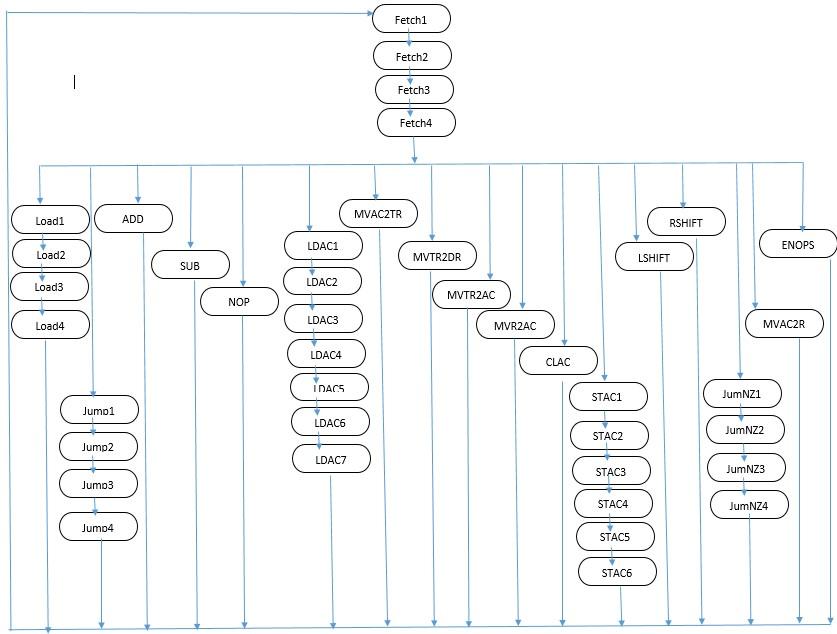 Fetch1
Fetch2
Fetch3
Fetch4
Load1
Load2
Load3
Load4
Jump1
Jump2
Jump3
Jump4
ADD
SUB
NOP
LDAC1
LDAC2
LDAC3
LDAC4
LDAC5
LDAC6
LDAC7
MVAC2TR
MVTR2DR
MVTR2AC
MVR2AC
CLAC
STAC1
STAC2
STAC3
STAC4
STAC5
STAC6
LSHIFT
RSHIFT
JumNZ1
JumNZ2
JumNZ3
JumNZ4
MVAC2R
ENOPS